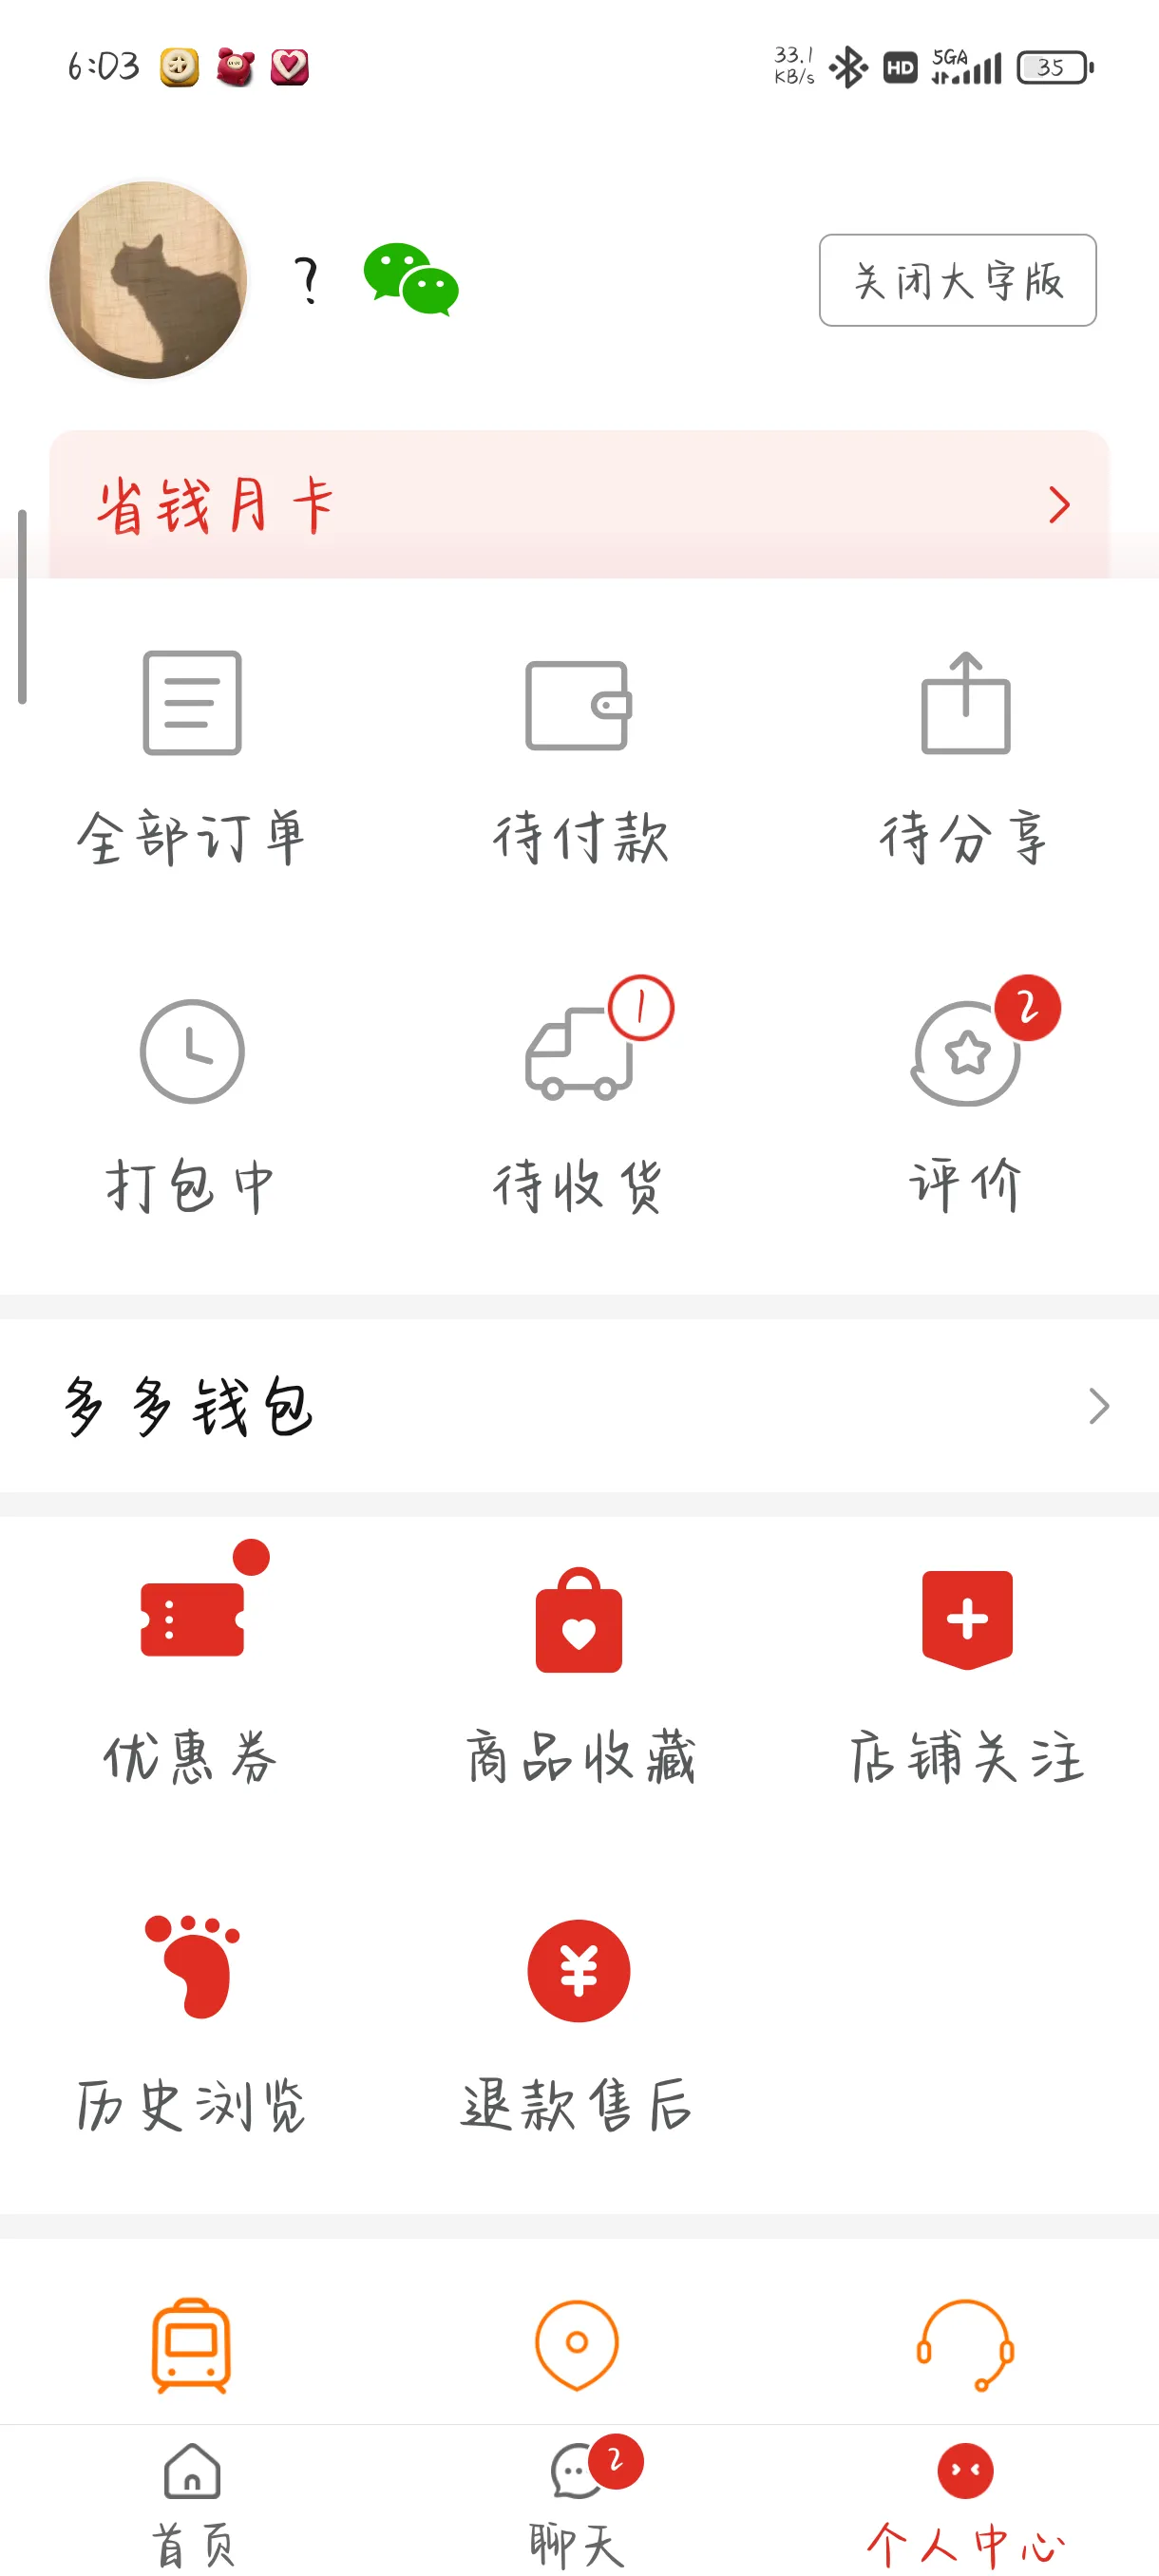 6:03 33.1 KB/s HD 5GA 35
? 关闭大字版
省钱月卡
全部订单 待付款 待分享
1 2
打包中 待收货 评价
多多钱包
优惠券 商品收藏 店铺关注
¥
历史浏览 退款售后
2
首页 聊天 个人中心